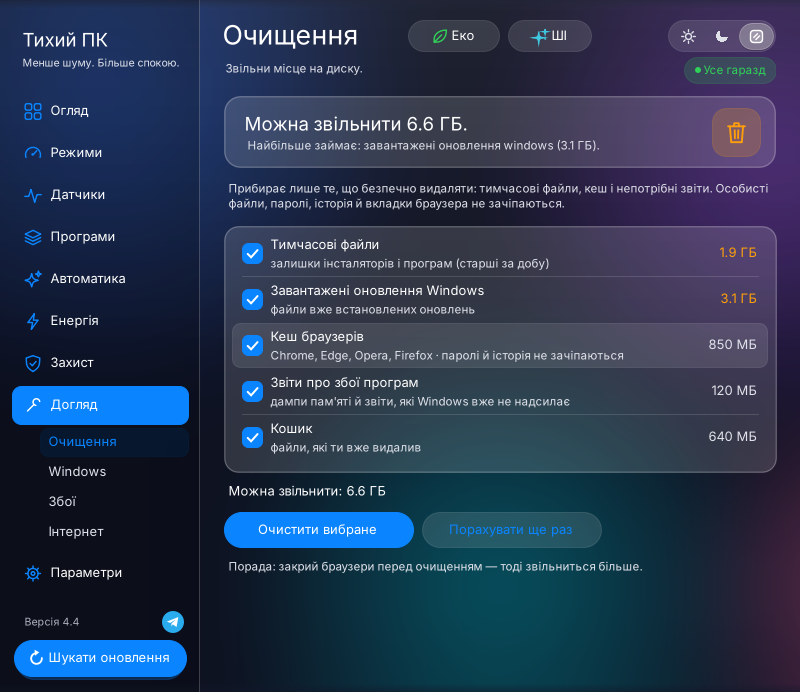 Тихий ПК
Менше шуму. Більше спокою.
Огляд
Режими
Датчики
Програми
Автоматика
Енергія
Захист
Догляд
Очищення
Windows
Збої
Інтернет
Параметри
Версія 4.4
Шукати оновлення
Очищення
Еко
ШІ
Звільни місце на диску.
Усе гаразд
Можна звільнити 6.6 ГБ.
Найбільше займає: завантажені оновлення windows (3.1 ГБ).
Прибирає лише те, що безпечно видаляти: тимчасові файли, кеш і непотрібні звіти. Особисті
файли, паролі, історія й вкладки браузера не зачіпаються.
Тимчасові файли
залишки інсталяторів і програм (старші за добу)
1.9 ГБ
Завантажені оновлення Windows
файли вже встановлених оновлень
3.1 ГБ
Кеш браузерів
Chrome, Edge, Opera, Firefox · паролі й історія не зачіпаються
850 МБ
Звіти про збої програм
дампи пам'яті й звіти, які Windows вже не надсилає
120 МБ
Кошик
файли, які ти вже видалив
640 МБ
Можна звільнити: 6.6 ГБ
Очистити вибране
Порахувати ще раз
Порада: закрий браузери перед очищенням — тоді звільниться більше.